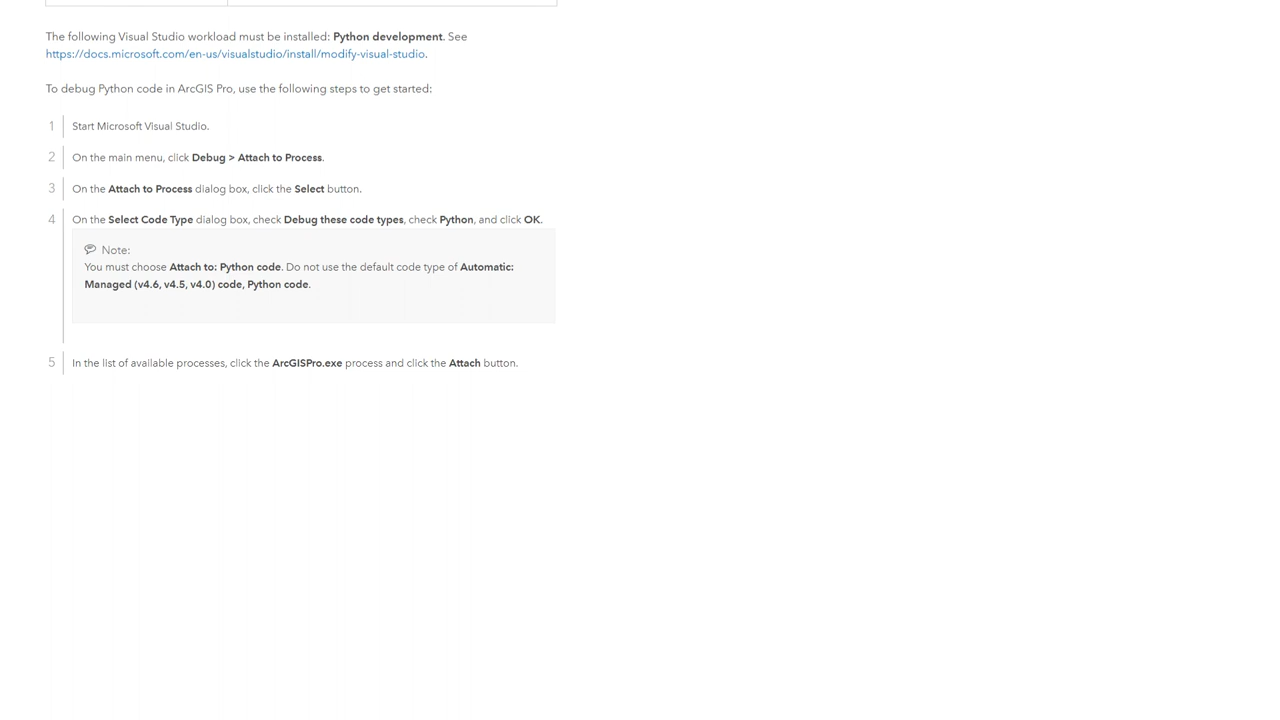 The following Visual Studio workload must be installed: Python development. See
https://docs.microsoft.com/en-us/visualstudio/install/modify-visual-studio.
To debug Python code in ArcGIS Pro, use the following steps to get started:
1 Start Microsoft Visual Studio.
2 On the main menu, click Debug > Attach to Process.
3 On the Attach to Process dialog box, click the Select button.
4 On the Select Code Type dialog box, check Debug these code types, check Python, and click OK.
Note:
You must choose Attach to: Python code. Do not use the default code type of Automatic:
Managed (v4.6, v4.5, v4.0) code, Python code.
5 In the list of available processes, click the ArcGISPro.exe process and click the Attach button.